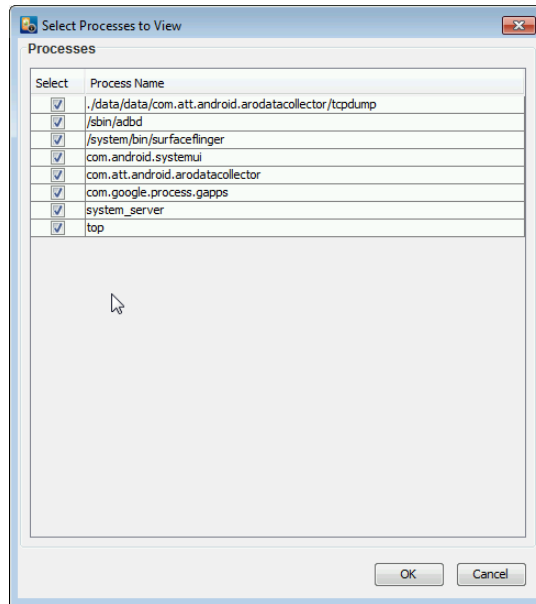 Select Processes to View
Processes
Select Process Name
./data/data/com.att.android.arodatacollector/tcpdump
/sbin/adbd
/system/bin/surfaceflinger
com.android.systemui
com.att.android.arodatacollector
com.google.process.gapps
system_server
top
OK Cancel